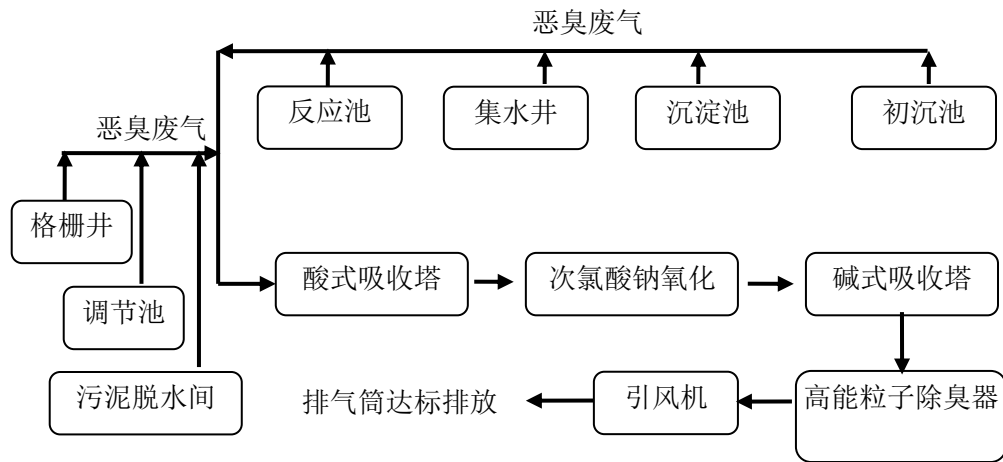 恶臭废气
反应池
集水井
沉淀池
初沉池
恶臭废气
格栅井
调节池
污泥脱水间
酸式吸收塔
次氯酸钠氧化
碱式吸收塔
高能粒子除臭器
引风机
排气筒达标排放